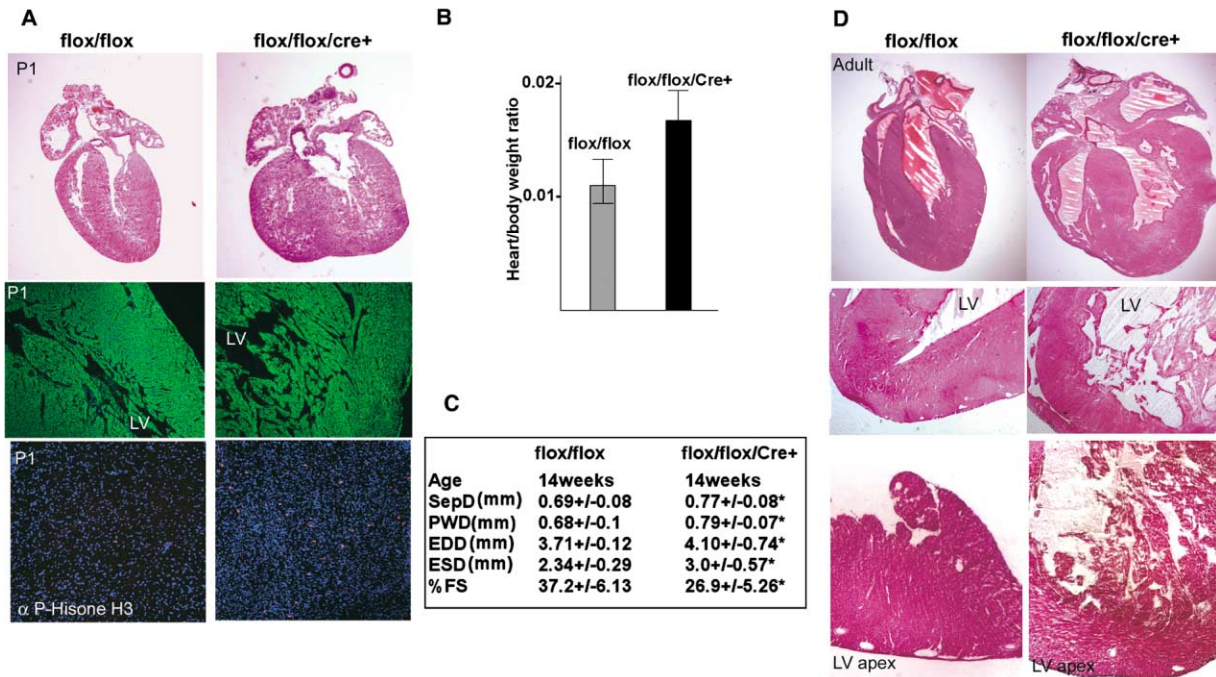 A
flox/flox
flox/flox/cre+
P1
P1
LV
LV
P1
α P-Hisone H3
B
Heart/body weight ratio
0.02
0.01
flox/flox
flox/flox/Cre+
C
flox/flox flox/flox/Cre+
Age 14weeks 14weeks
SepD(mm) 0.69+/-0.08 0.77+/-0.08*
PWD(mm) 0.68+/-0.1 0.79+/-0.07*
EDD(mm) 3.71+/-0.12 4.10+/-0.74*
ESD(mm) 2.34+/-0.29 3.0+/-0.57*
%FS 37.2+/-6.13 26.9+/-5.26*
D
flox/flox
flox/flox/cre+
Adult
LV
LV
LV apex
LV apex